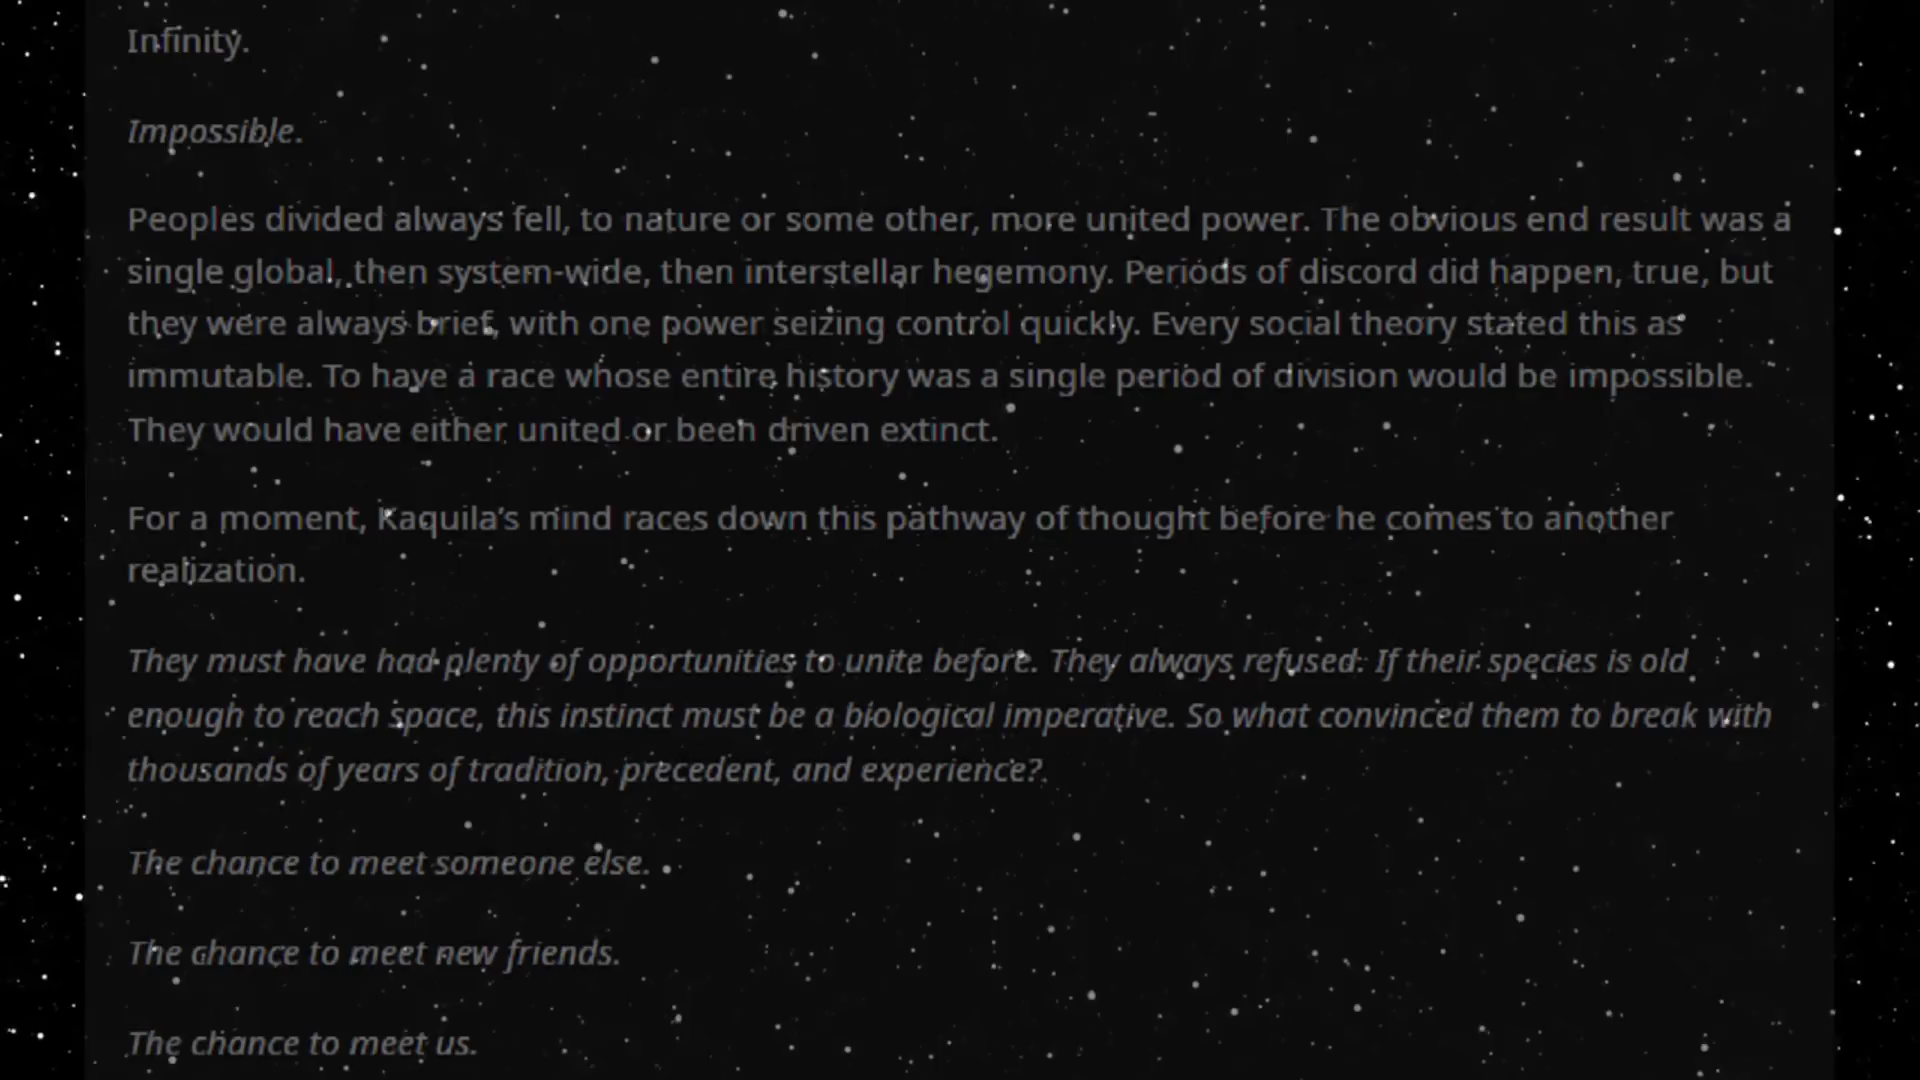 Infinity.
Impossible.
Peoples divided always fell, to nature or some other, more united power. The obvious end result was a
single global, then system-wide, then interstellar hegemony. Periods of discord did happen, true, but
they were always brief, with one power seizing control quickly. Every social theory stated this as
immutable. To have a race whose entire history was a single period of division would be impossible.
They would have either united or been driven extinct.
For a moment, Kaquila’s mind races down this pathway of thought before he comes to another
realization.
They must have had plenty of opportunities to unite before. They always refused. If their species is old
enough to reach space, this instinct must be a biological imperative. So what convinced them to break with
thousands of years of tradition, precedent, and experience?.
The chance to meet someone else.
The chance to meet new friends.
The chance to meet us.